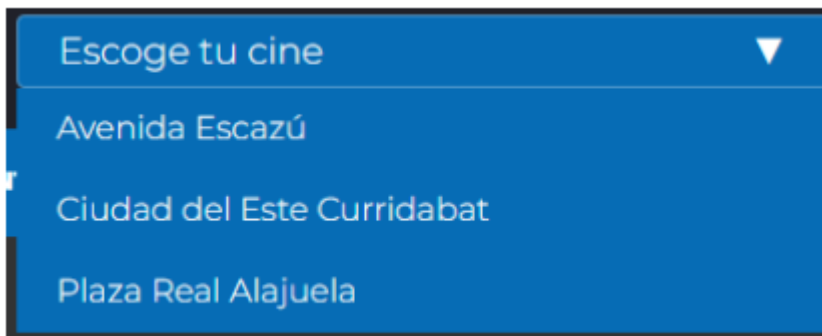 Escoge tu cine
Avenida Escazú
Ciudad del Este Curridabat
Plaza Real Alajuela